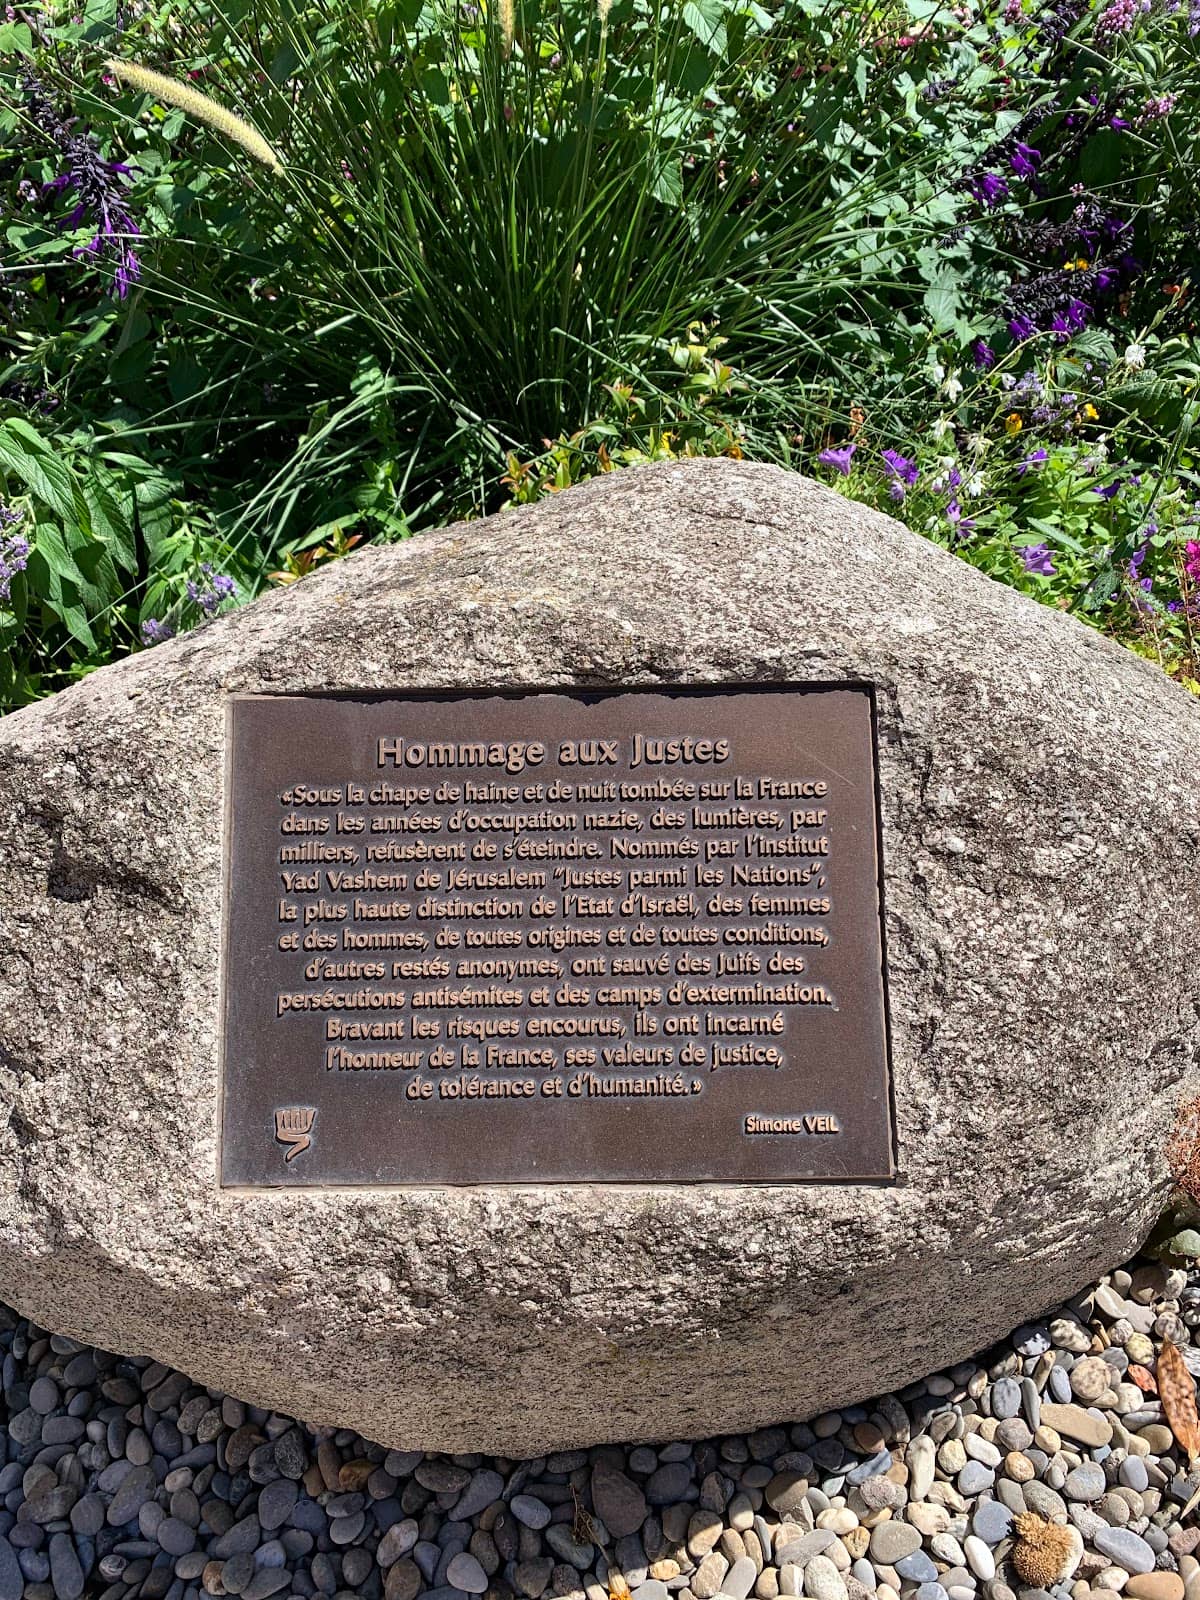 Hommage aux Justes
«Sous la chape de haine et de nuit tombée sur la France
dans les années d'occupation nazie, des lumières, par
milliers, refusèrent de s'éteindre. Nommés par l'institut
Yad Vashem de Jérusalem "Justes parmi les Nations",
la plus haute distinction de l'Etat d'Israël, des femmes
et des hommes, de toutes origines et de toutes conditions,
d'autres restés anonymes, ont sauvé des Juifs des
persécutions antisémites et des camps d'extermination.
Bravant les risques encourus, ils ont incarné
l'honneur de la France, ses valeurs de justice,
de tolérance et d'humanité.»
Simone VEIL